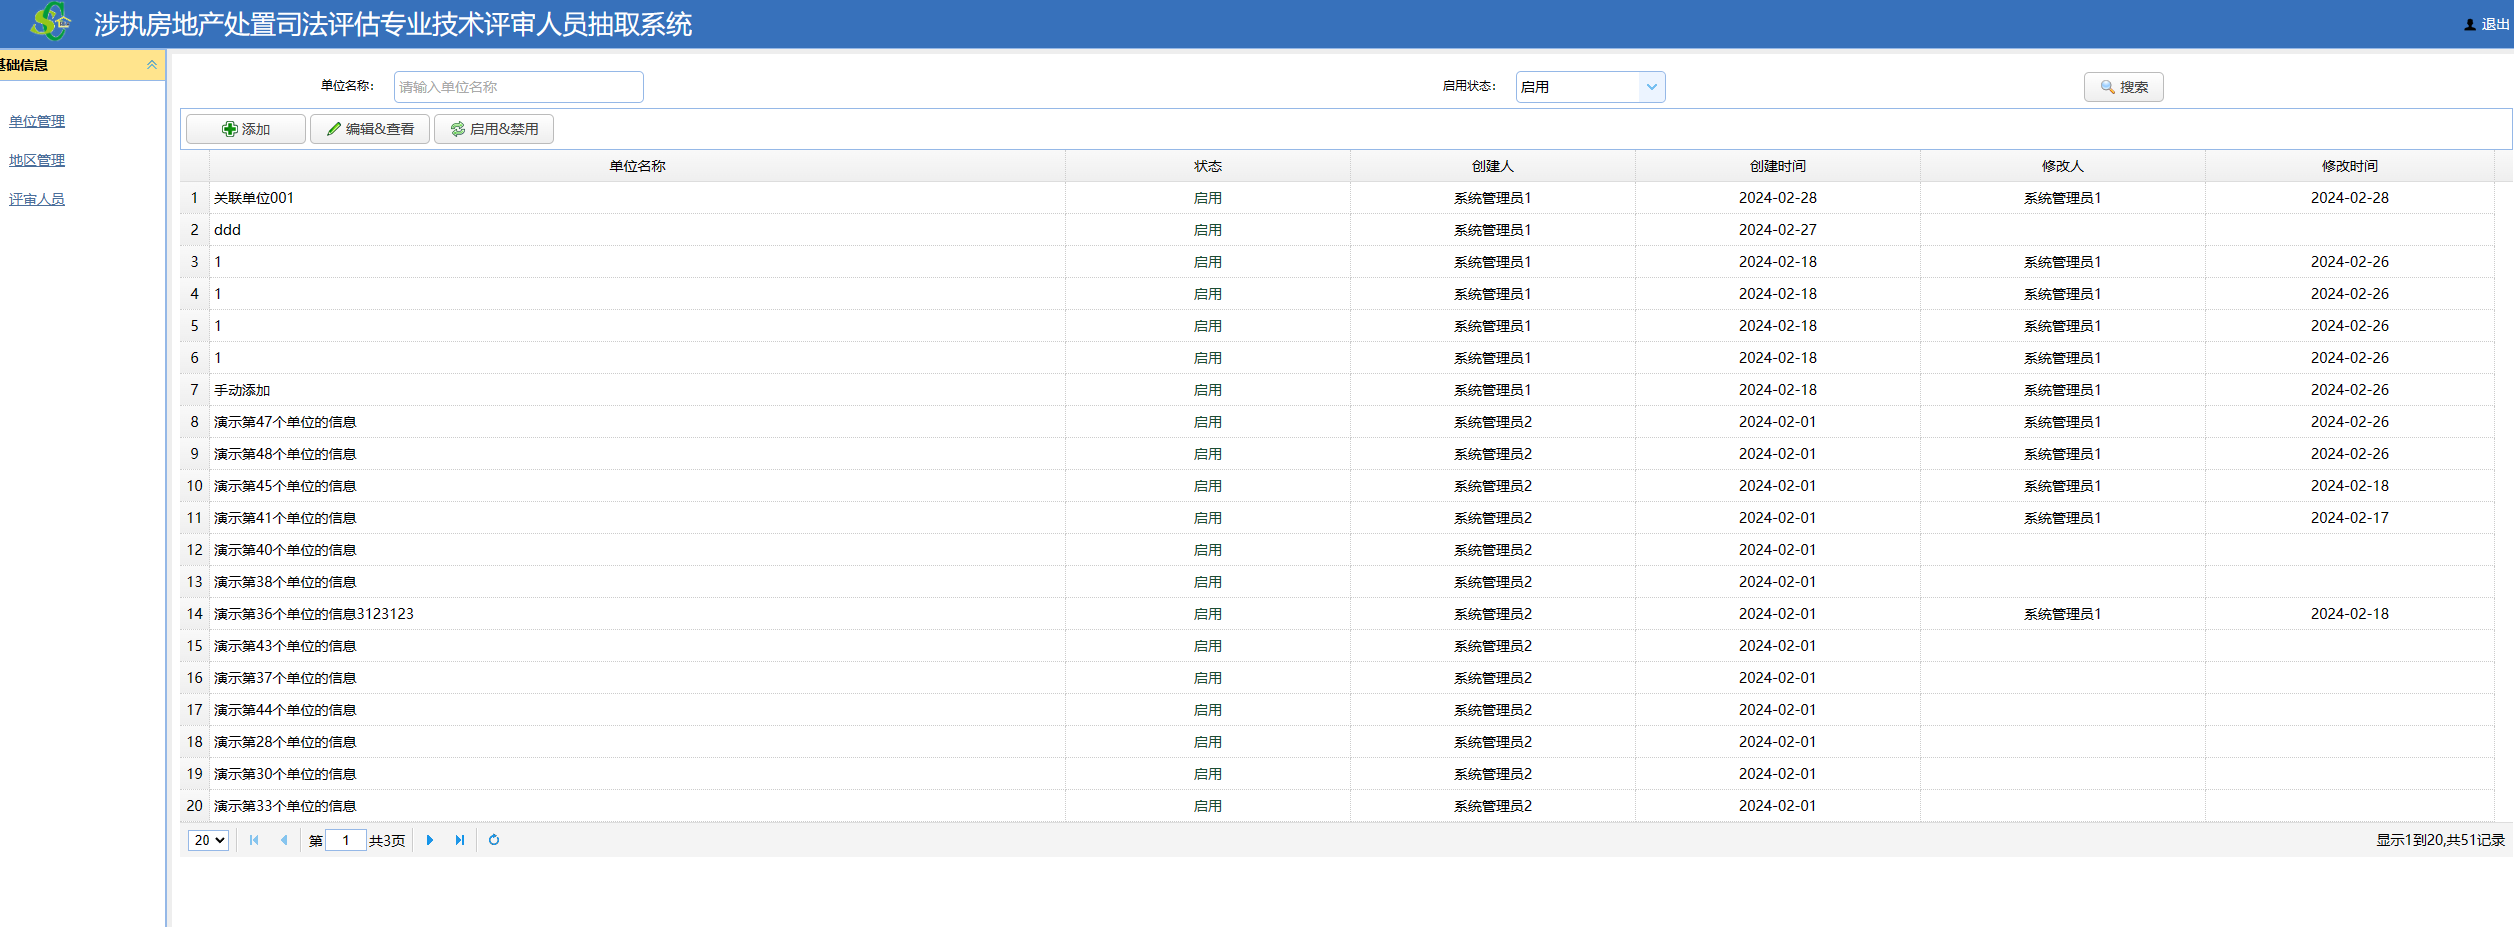 涉执房地产处置司法评估专业技术评审人员抽取系统 退出
基础信息
单位管理
地区管理
评审人员
单位名称： 请输入单位名称 启用状态： 启用 搜索
添加 编辑&查看 启用&禁用
单位名称 状态 创建人 创建时间 修改人 修改时间
1 关联单位001 启用 系统管理员1 2024-02-28 系统管理员1 2024-02-28
2 ddd 启用 系统管理员1 2024-02-27
3 1 启用 系统管理员1 2024-02-18 系统管理员1 2024-02-26
4 1 启用 系统管理员1 2024-02-18 系统管理员1 2024-02-26
5 1 启用 系统管理员1 2024-02-18 系统管理员1 2024-02-26
6 1 启用 系统管理员1 2024-02-18 系统管理员1 2024-02-26
7 手动添加 启用 系统管理员1 2024-02-18 系统管理员1 2024-02-26
8 演示第47个单位的信息 启用 系统管理员2 2024-02-01 系统管理员1 2024-02-26
9 演示第48个单位的信息 启用 系统管理员2 2024-02-01 系统管理员1 2024-02-26
10 演示第45个单位的信息 启用 系统管理员2 2024-02-01 系统管理员1 2024-02-18
11 演示第41个单位的信息 启用 系统管理员2 2024-02-01 系统管理员1 2024-02-17
12 演示第40个单位的信息 启用 系统管理员2 2024-02-01
13 演示第38个单位的信息 启用 系统管理员2 2024-02-01
14 演示第36个单位的信息3123123 启用 系统管理员2 2024-02-01 系统管理员1 2024-02-18
15 演示第43个单位的信息 启用 系统管理员2 2024-02-01
16 演示第37个单位的信息 启用 系统管理员2 2024-02-01
17 演示第44个单位的信息 启用 系统管理员2 2024-02-01
18 演示第28个单位的信息 启用 系统管理员2 2024-02-01
19 演示第30个单位的信息 启用 系统管理员2 2024-02-01
20 演示第33个单位的信息 启用 系统管理员2 2024-02-01
20 第 1 共3页 显示1到20,共51记录